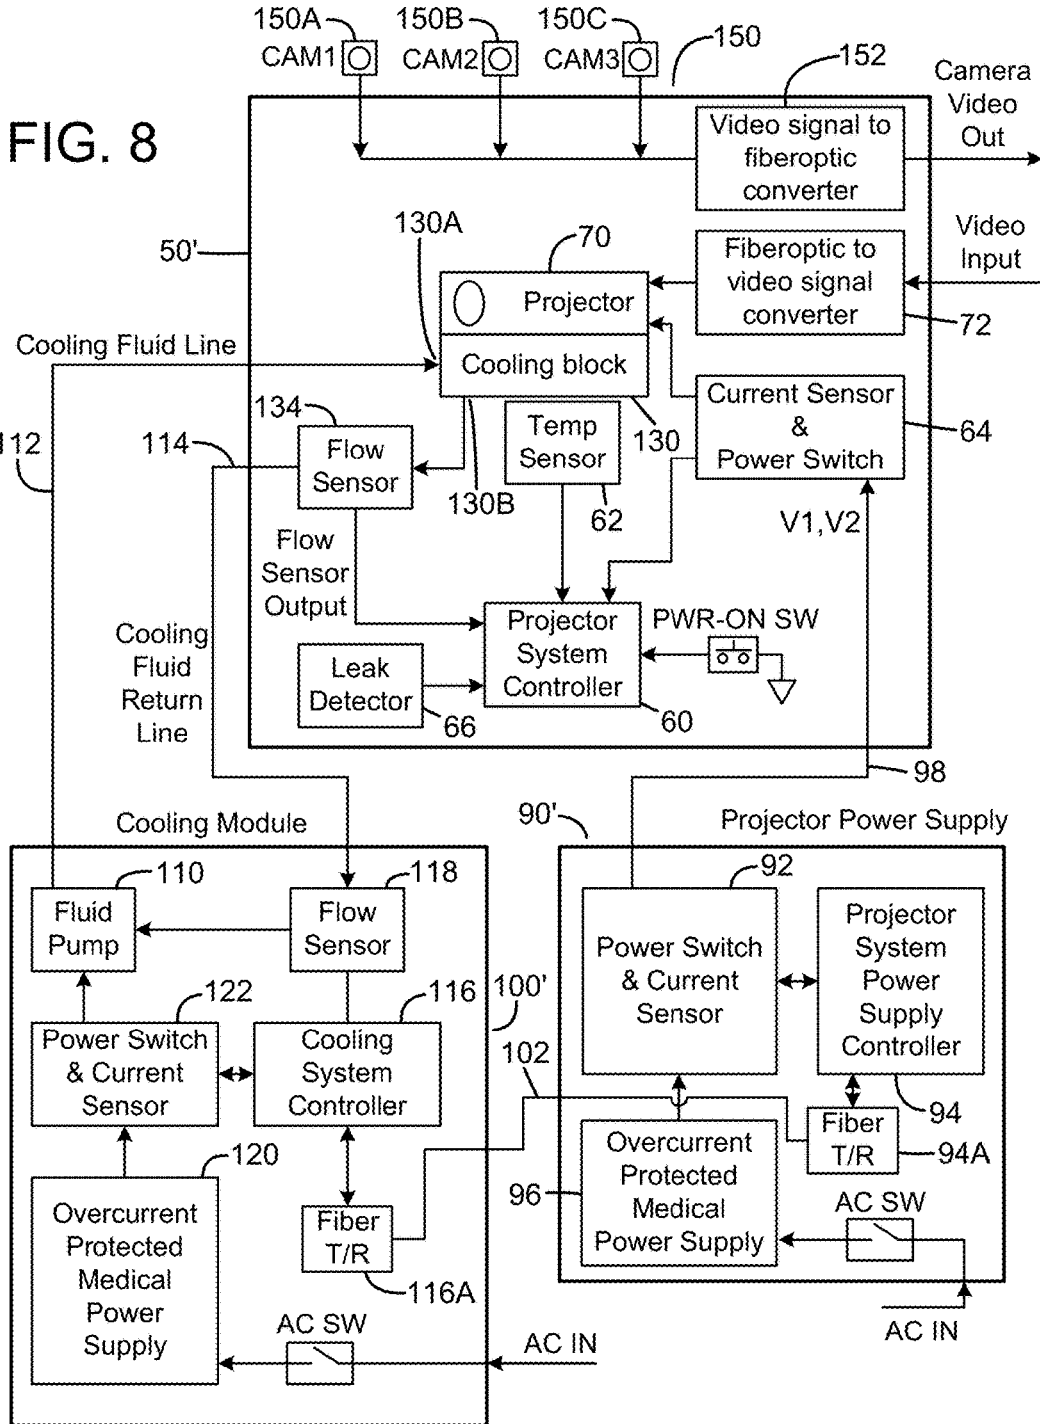 150A
150B
150C
CAM1
CAM2
CAM3
150
152
Camera
Video
Out
FIG. 8
Video signal to
fiberoptic
converter
50'
130A
70
Fiberoptic to
video signal
converter
Video
Input
72
Projector
Cooling Fluid Line
Cooling block
134
Flow
Sensor
Temp
Sensor
130
Current Sensor
&
Power Switch
64
112
114
130B
62
V1,V2
Flow
Sensor
Output
Projector
System
Controller
PWR-ON SW
Cooling
Fluid
Return
Line
Leak
Detector
66
60
98
Cooling Module
90'
Projector Power Supply
110
118
92
Fluid
Pump
Flow
Sensor
Power Switch
& Current
Sensor
Projector
System
Power
Supply
Controller
122
116
100'
Power Switch
& Current
Sensor
Cooling
System
Controller
102
94
Fiber
T/R
94A
120
Overcurrent
Protected
Medical
Power
Supply
96
Overcurrent
Protected
Medical
Power Supply
AC SW
Fiber
T/R
116A
AC IN
AC SW
AC IN